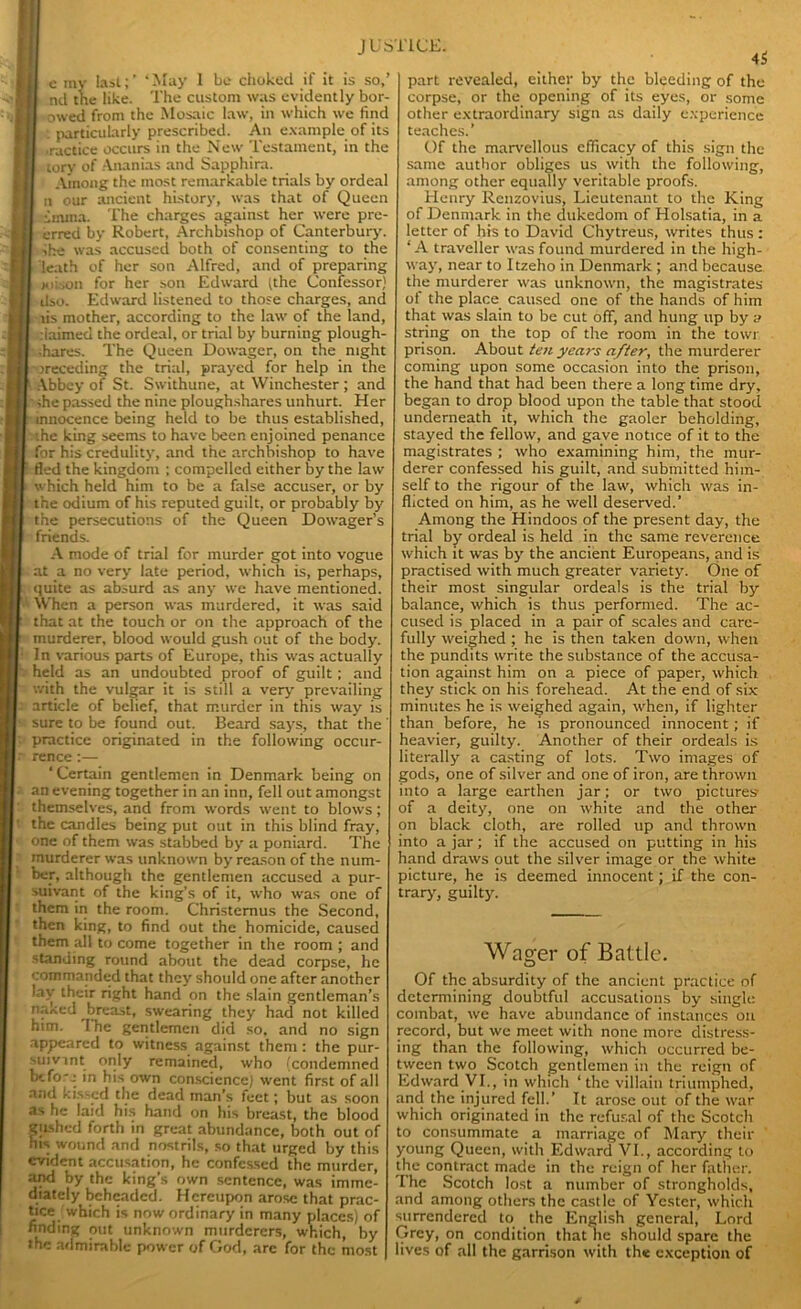 JUSTICE.
45
e my last;' 'May I be choked if it is so,'
nd the like. The custom was evidently bor-
owed from the Mosaic law, in which we find
particularly prescribed. An example of its
ractice occurs in the New Testament, in the
tory of Ananias and Sapphira.
Among the most remarkable trials by ordeal
n our ancient history, was that of Queen
Emma. The charges against her were pre-
erred by Robert, Archbishop of Canterbury.
She was accused both of consenting to the
leath of her son Alfred, and of preparing
poison for her son Edward (the Confessor)
also. Edward listened to those charges, and
his mother, according to the law of the land,
claimed the ordeal, or trial by burning plough-
shares. The Queen Dowager, on the night
preceding the trial, prayed for help in the
Abbey of St. Swithune, at Winchester; and
she passed the nine ploughshares unhurt. Her
innocence being held to be thus established,
the king seems to have been enjoined penance
for his credulity, and the archbishop to have
fled the kingdom; compelled either by the law
which held him to be a false accuser, or by
the odium of his reputed guilt, or probably by
the persecutions of the Queen Dowager's
friends.
A mode of trial for murder got into vogue
at a no very late period, which is, perhaps,
quite as absurd as any we have mentioned.
When a person was murdered, it was said
that at the touch or on the approach of the
murderer, blood would gush out of the body.
In various parts of Europe, this was actually
held as an undoubted proof of guilt; and
with the vulgar it is still a very prevailing
article of belief, that murder in this way is
sure to be found out. Beard says, that the
practice originated in the following occur-
rence:—
'Certain gentlemen in Denmark being on
an evening together in an inn, fell out amongst
themselves, and from words went to blows;
the candles being put out in this blind fray,
one of them was stabbed by a poniard. The
murderer was unknown by reason of the num-
ber, although the gentlemen accused a pur-
suivant of the king's of it, who was one of
them in the room. Christernus the Second,
then king, to find out the homicide, caused
them all to come together in the room; and
standing round about the dead corpse, he
commanded that they should one after another
lay their right hand on the slain gentleman's
naked breast, swearing they had not killed
him. The gentlemen did so, and no sign
appeared to witness against them: the pur-
suivant only remained, who (condemned
before in his own conscience) went first of all
and kissed the dead man's feet; but as soon
as he laid his hand on his breast, the blood
gushed forth in great abundance, both out of
his wound and nostrils, so that urged by this
evident accusation, he confessed the murder,
and by the king's own sentence, was imme-
diately beheaded. Hereupon arose that prac-
tice (which is now ordinary in many places) of
finding out unknown murderers, which, by
the admirable power of God, are for the most
part revealed, either by the bleeding of the
corpse, or the opening of its eyes, or some
other extraordinary sign as daily experience
teaches.'
Of the marvellous efficacy of this sign the
same author obliges us with the following,
among other equally veritable proofs.
Henry Renzovius, Lieutenant to the King
of Denmark in the dukedom of Holsatia, in a
letter of his to David Chytreus, writes thus:
'A traveller was found murdered in the high-
way, near to Itzeho in Denmark; and because
the murderer was unknown, the magistrates
of the place caused one of the hands of him
that was slain to be cut off, and hung up by a
string on the top of the room in the town
prison. About ten years after, the murderer
coming upon some occasion into the prison,
the hand that had been there a long time dry,
began to drop blood upon the table that stood
underneath it, which the gaoler beholding,
stayed the fellow, and gave notice of it to the
magistrates; who examining him, the mur-
derer confessed his guilt, and submitted him-
self to the rigour of the law, which was in-
flicted on him, as he well deserved.'
Among the Hindoos of the present day, the
trial by ordeal is held in the same reverence
which it was by the ancient Europeans, and is
practised with much greater variety. One of
their most singular ordeals is the trial by
balance, which is thus performed. The ac-
cused is placed in a pair of scales and care-
fully weighed; he is then taken down, when
the pundits write the substance of the accusa-
tion against him on a piece of paper, which
they stick on his forehead. At the end of six
minutes he is weighed again, when, if lighter
than before, he is pronounced innocent; if
heavier, guilty. Another of their ordeals is
literally a casting of lots. Two images of
gods, one of silver and one of iron, are thrown
into a large earthen jar; or two pictures
of a deity, one on white and the other
on black cloth, are rolled up and thrown
into a jar; if the accused on putting in his
hand draws out the silver image or the white
picture, he is deemed innocent; if the con-
trary, guilty.
Wager of Battle.
Of the absurdity of the ancient practice of
determining doubtful accusations by single
combat, we have abundance of instances on
record, but we meet with none more distress-
ing than the following, which occurred be-
tween two Scotch gentlemen in the reign of
Edward VI., in which 'the villain triumphed,
and the injured fell.' It arose out of the war
which originated in the refusal of the Scotch
to consummate a marriage of Mary their
young Queen, with Edward VI., according to
the contract made in the reign of her father.
The Scotch lost a number of strongholds,
and among others the castle of Yester, which
surrendered to the English general, Lord
Grey, on condition that he should spare the
lives of all the garrison with the exception of